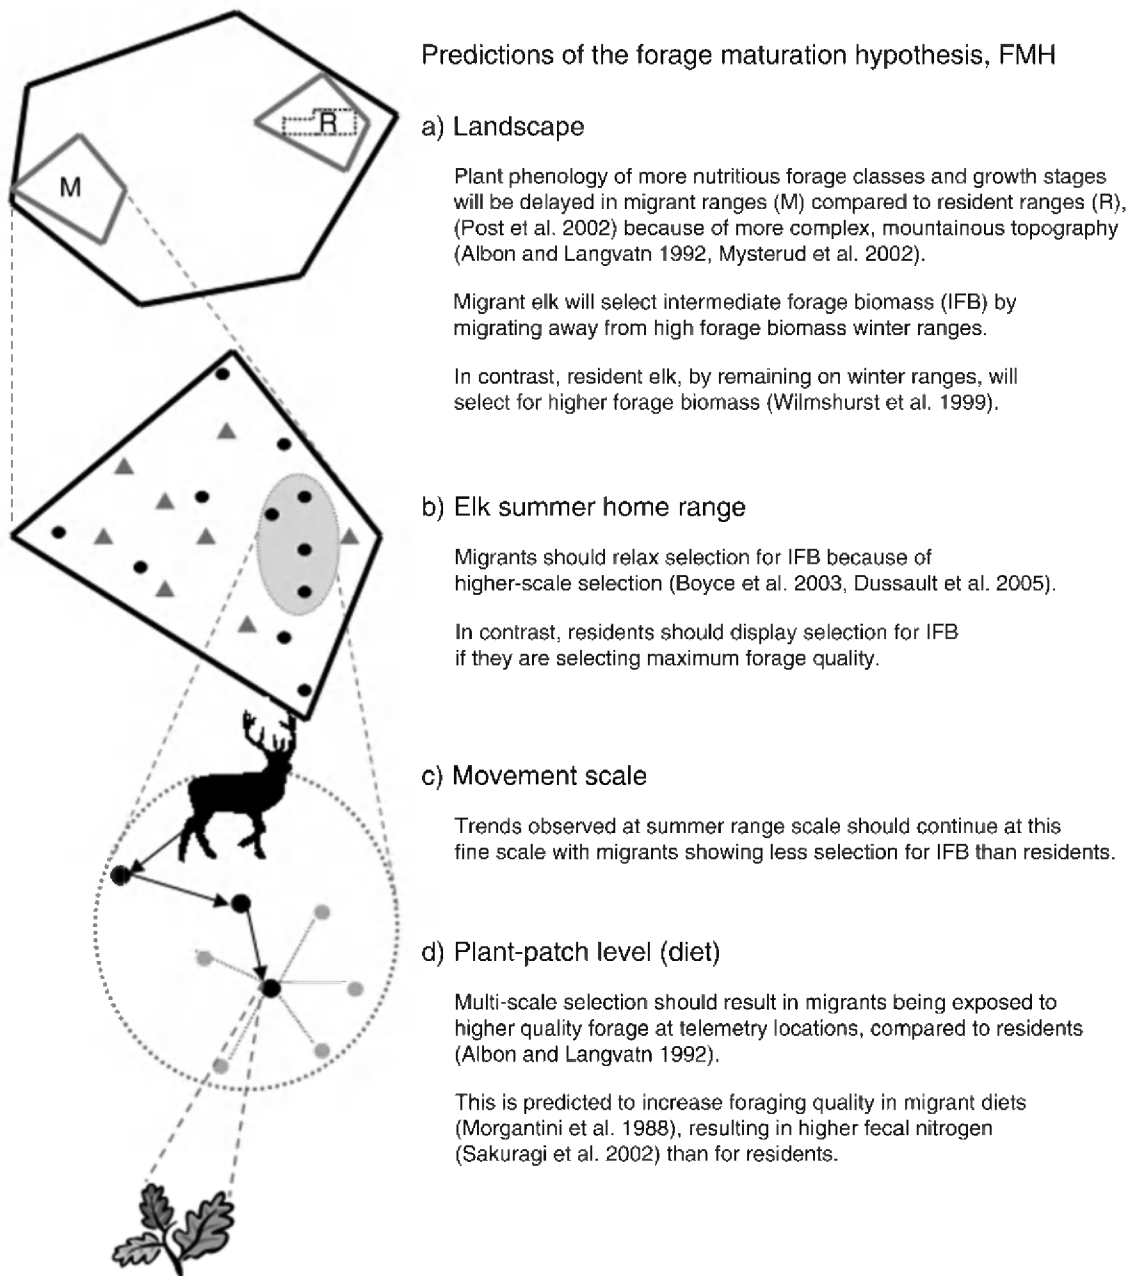 Predictions of the forage maturation hypothesis, FMH
R
M
a) Landscape
Plant phenology of more nutritious forage classes and growth stages
will be delayed in migrant ranges (M) compared to resident ranges (R),
(Post et al. 2002) because of more complex, mountainous topography
(Albon and Langvatn 1992, Mysterud et al. 2002).
Migrant elk will select intermediate forage biomass (IFB) by
migrating away from high forage biomass winter ranges.
In contrast, resident elk, by remaining on winter ranges, will
select for higher forage biomass (Wilmshurst et al. 1999).
b) Elk summer home range
Migrants should relax selection for IFB because of
higher-scale selection (Boyce et al. 2003, Dussault et al. 2005).
In contrast, residents should display selection for IFB
if they are selecting maximum forage quality.
c) Movement scale
Trends observed at summer range scale should continue at this
fine scale with migrants showing less selection for IFB than residents.
d) Plant-patch level (diet)
Multi-scale selection should result in migrants being exposed to
higher quality forage at telemetry locations, compared to residents
(Albon and Langvatn 1992).
This is predicted to increase foraging quality in migrant diets
(Morgantini et al. 1988), resulting in higher fecal nitrogen
(Sakuragi et al. 2002) than for residents.